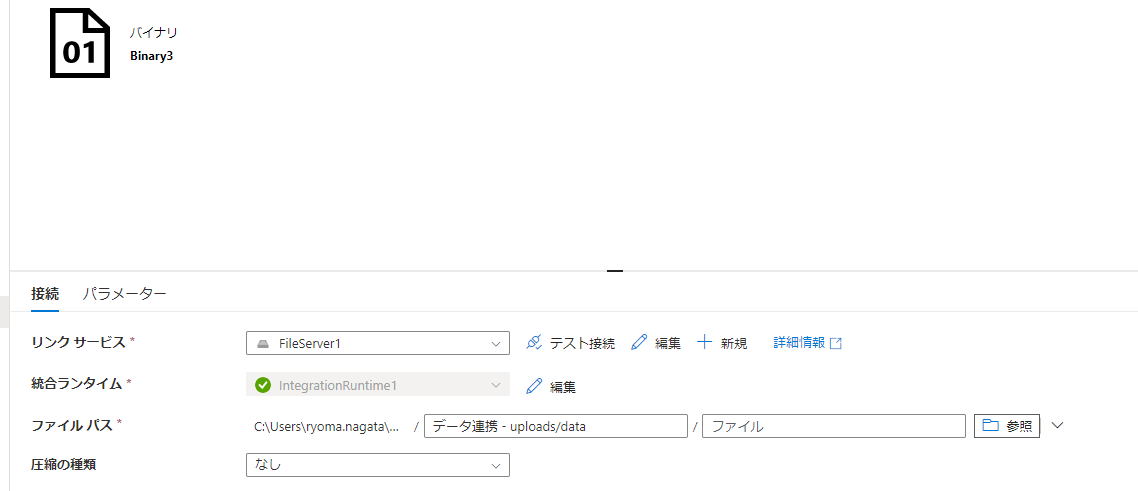 01
バイナリ
Binary3
接続 パラメーター
リンク サービス * FileServer1 テスト接続 編集 新規 詳細情報
統合ランタイム * IntegrationRuntime1 編集
ファイル パス * C:\Users\ryoma.nagata\... / データ連携 - uploads/data / ファイル 参照
圧縮の種類 なし